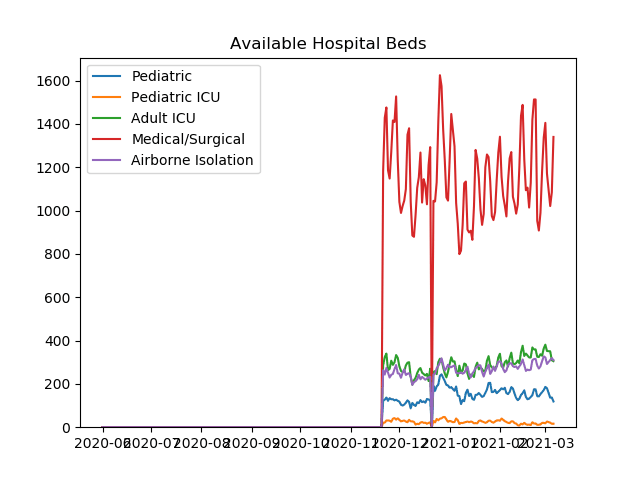 Available Hospital Beds
Pediatric
Pediatric ICU
Adult ICU
Medical/Surgical
Airborne Isolation
1600
1400
1200
1000
800
600
400
200
0
2020-06 2020-07 2020-08 2020-09 2020-10 2020-11 2020-12 2021-01 2021-02 2021-03